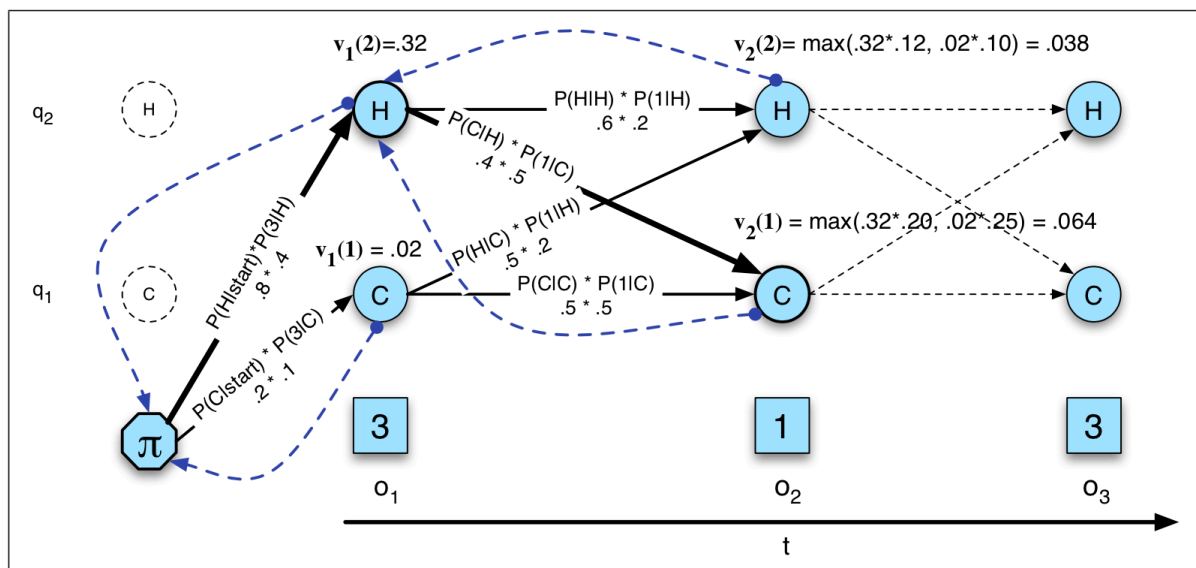 v₁(2)=.32
v₂(2)= max(.32*.12, .02*.10) = .038
q₂
H
H
P(H|H) * P(1|H)
.6 * .2
H
H
P(C|H) * P(1|C)
.4 * .5
P(H|start)*P(3|H)
.8 * .4
v₁(1) = .02
P(H|C) * P(1|H)
.5 * .2
v₂(1) = max(.32*.20, .02*.25) = .064
q₁
C
C
P(C|C) * P(1|C)
.5 * .5
C
C
P(C|start) * P(3|C)
.2 * .1
π
3
1
3
o₁
o₂
o₃
t